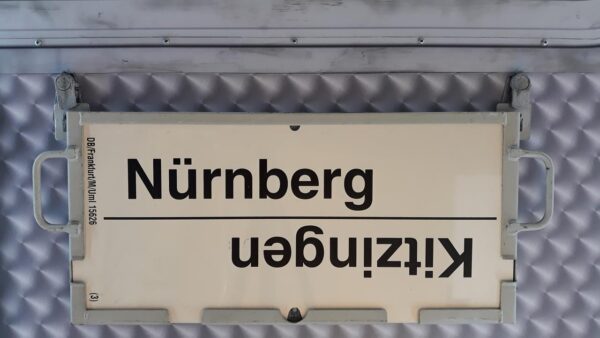 Nürnberg
Kitzingen
DB/Frankfurt/M/Uml 15626
(3)